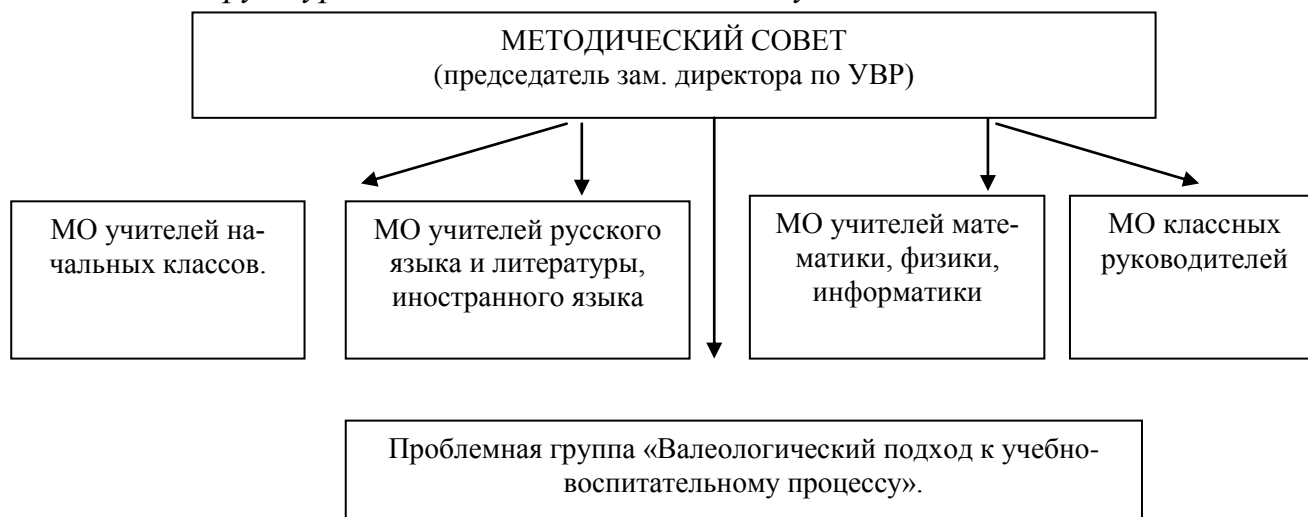 МЕТОДИЧЕСКИЙ СОВЕТ
(председатель зам. директора по УВР)
МО учителей на-
чальных классов.
МО учителей русского
языка и литературы,
иностранного языка
МО учителей мате-
матики, физики,
информатики
МО классных
руководителей
Проблемная группа «Валеологический подход к учебно-
воспитательному процессу».